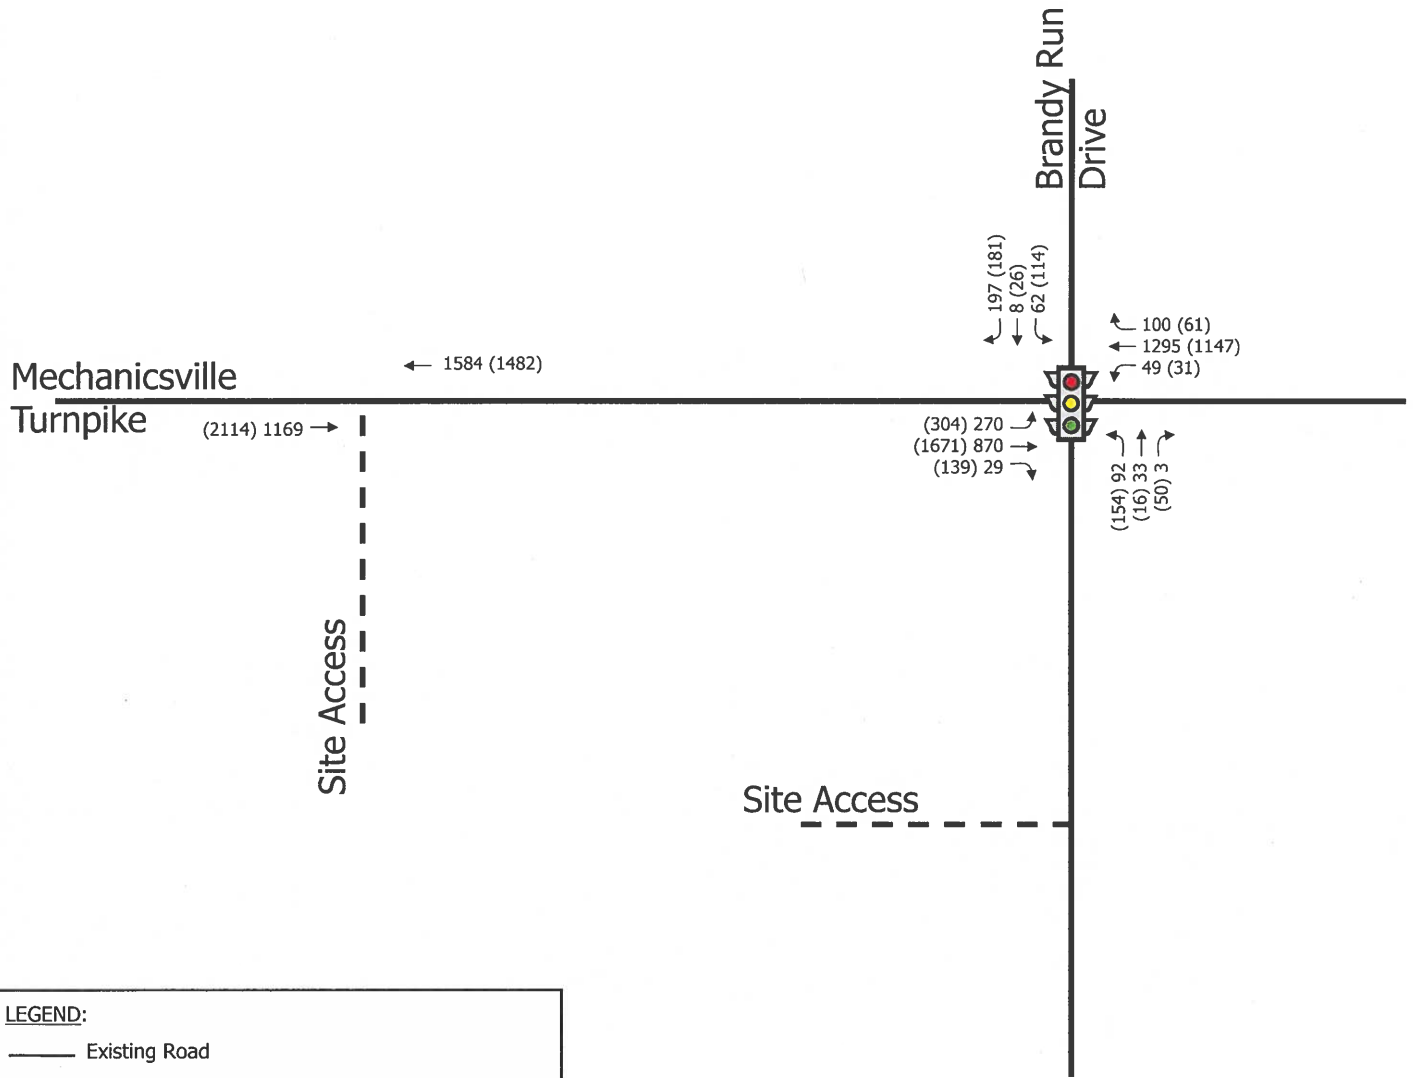 Brandy Run
Drive
197 (181)
8 (26)
62 (114)
100 (61)
1295 (1147)
49 (31)
1584 (1482)
Mechanicsville
Turnpike
(2114) 1169
(304) 270
(1671) 870
(139) 29
(154) 92
(16) 33
(50) 3
Site Access
Site Access
LEGEND:
Existing Road